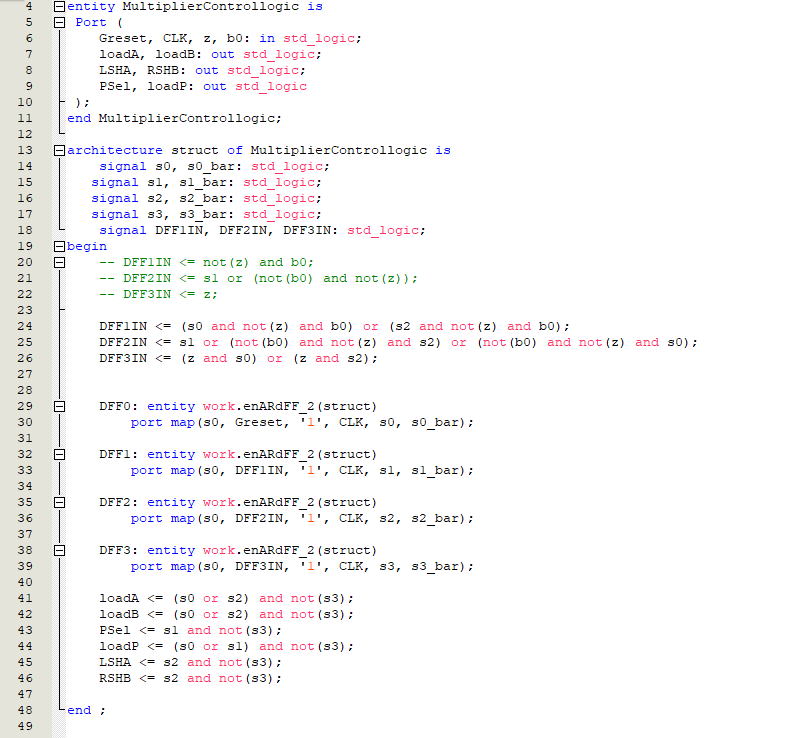 4 entity MultiplierControllogic is
5 Port (
6 Greset, CLK, z, b0: in std_logic;
7 loadA, loadB: out std_logic;
8 LSHA, RSHB: out std_logic;
9 PSel, loadP: out std_logic
10 );
11 end MultiplierControllogic;
12
13 architecture struct of MultiplierControllogic is
14 signal s0, s0_bar: std_logic;
15 signal s1, s1_bar: std_logic;
16 signal s2, s2_bar: std_logic;
17 signal s3, s3_bar: std_logic;
18 signal DFF1IN, DFF2IN, DFF3IN: std_logic;
19 begin
20 -- DFF1IN <= not(z) and b0;
21 -- DFF2IN <= s1 or (not(b0) and not(z));
22 -- DFF3IN <= z;
23
24 DFF1IN <= (s0 and not(z) and b0) or (s2 and not(z) and b0);
25 DFF2IN <= s1 or (not(b0) and not(z) and s2) or (not(b0) and not(z) and s0);
26 DFF3IN <= (z and s0) or (z and s2);
27
28
29 DFF0: entity work.enARdFF_2(struct)
30 port map(s0, Greset, '1', CLK, s0, s0_bar);
31
32 DFF1: entity work.enARdFF_2(struct)
33 port map(s0, DFF1IN, '1', CLK, s1, s1_bar);
34
35 DFF2: entity work.enARdFF_2(struct)
36 port map(s0, DFF2IN, '1', CLK, s2, s2_bar);
37
38 DFF3: entity work.enARdFF_2(struct)
39 port map(s0, DFF3IN, '1', CLK, s3, s3_bar);
40
41 loadA <= (s0 or s2) and not(s3);
42 loadB <= (s0 or s2) and not(s3);
43 PSel <= s1 and not(s3);
44 loadP <= (s0 or s1) and not(s3);
45 LSHA <= s2 and not(s3);
46 RSHB <= s2 and not(s3);
47
48 end ;
49